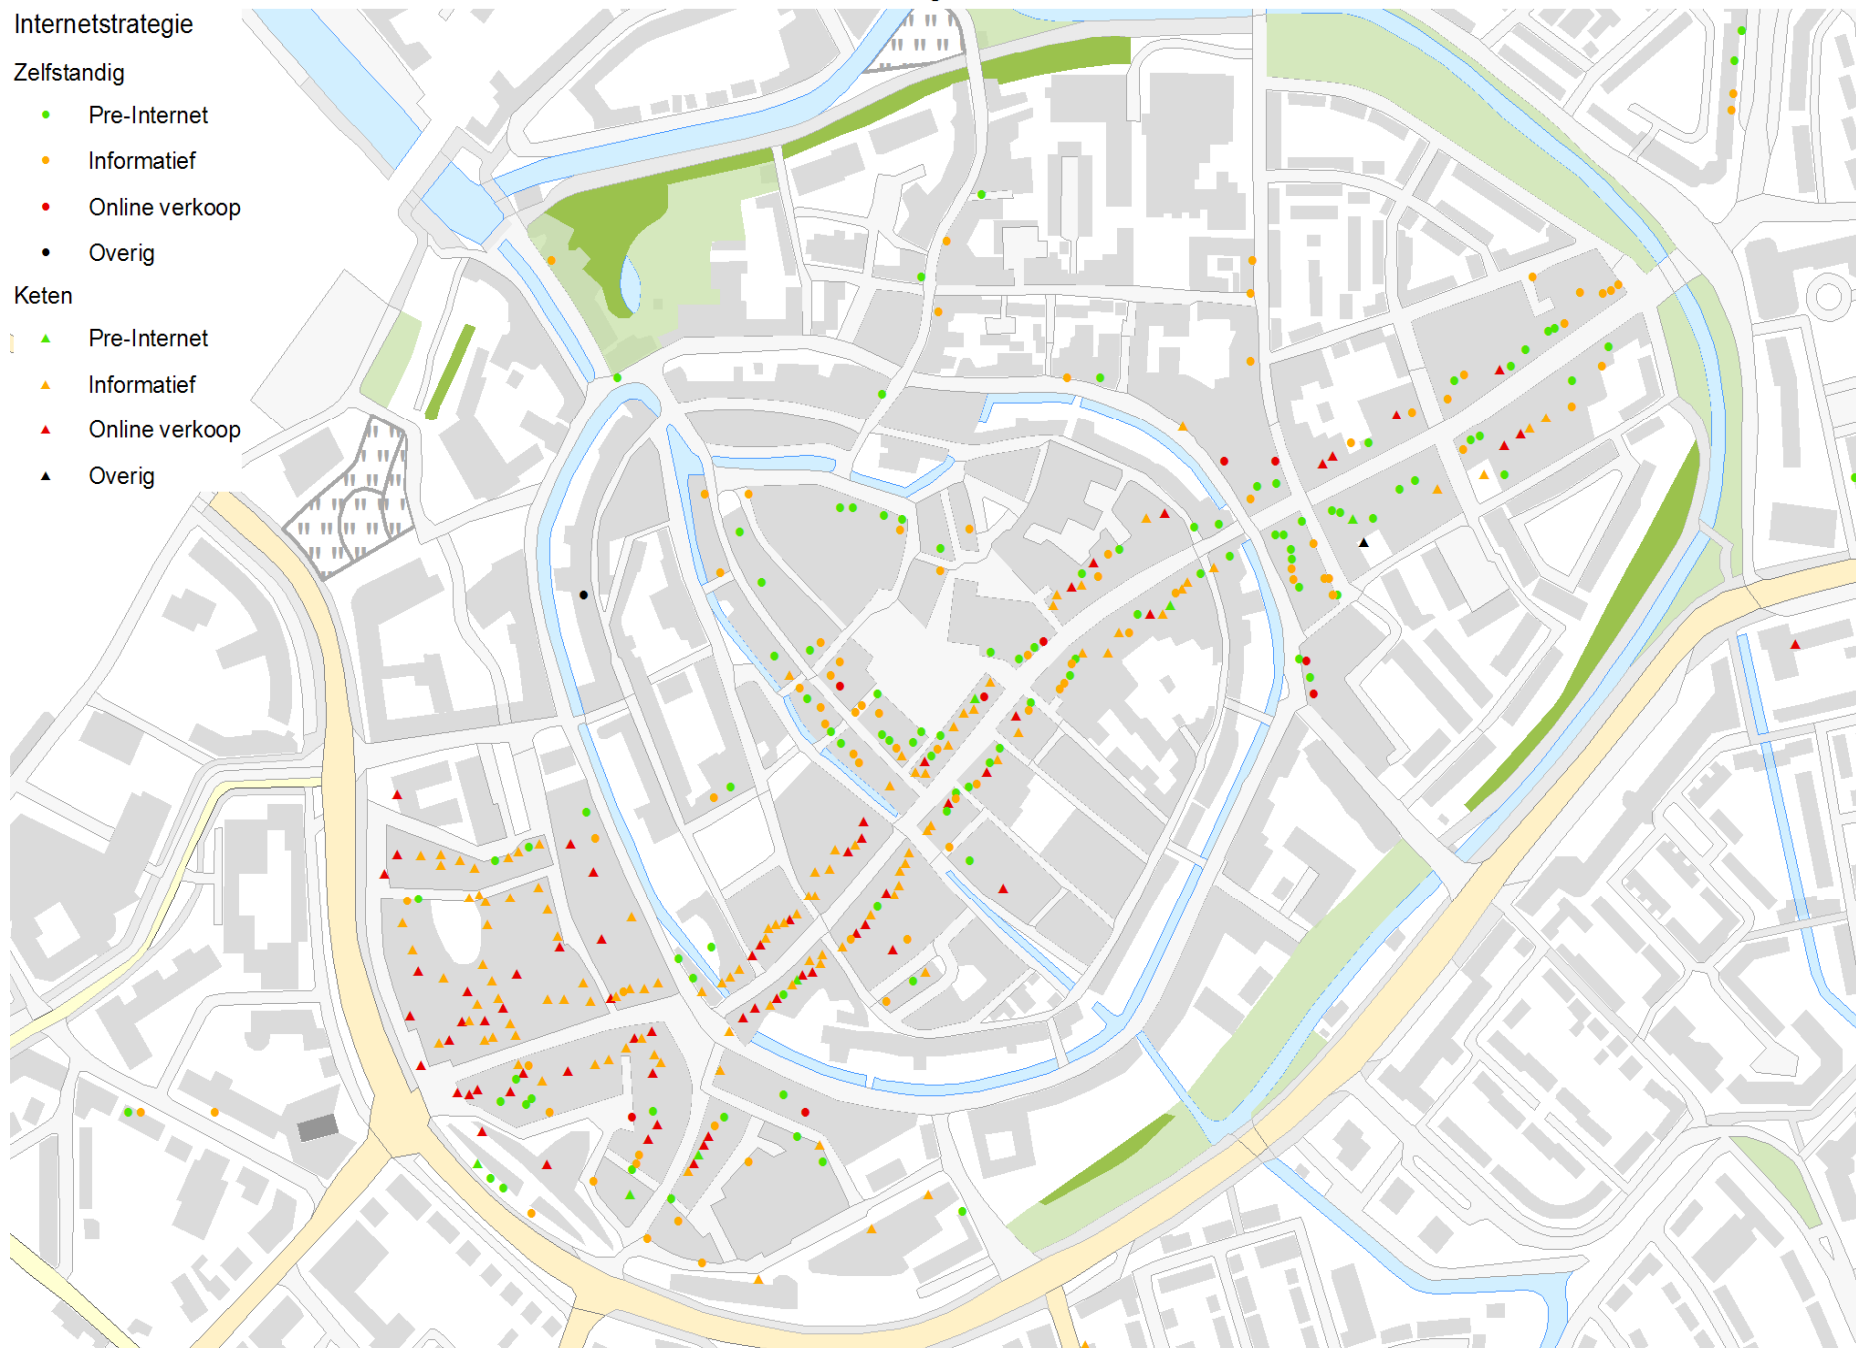 Internetstrategie
Zelfstandig
Pre-Internet
Informatief
Online verkoop
Overig
Keten
Pre-Internet
Informatief
Online verkoop
Overig